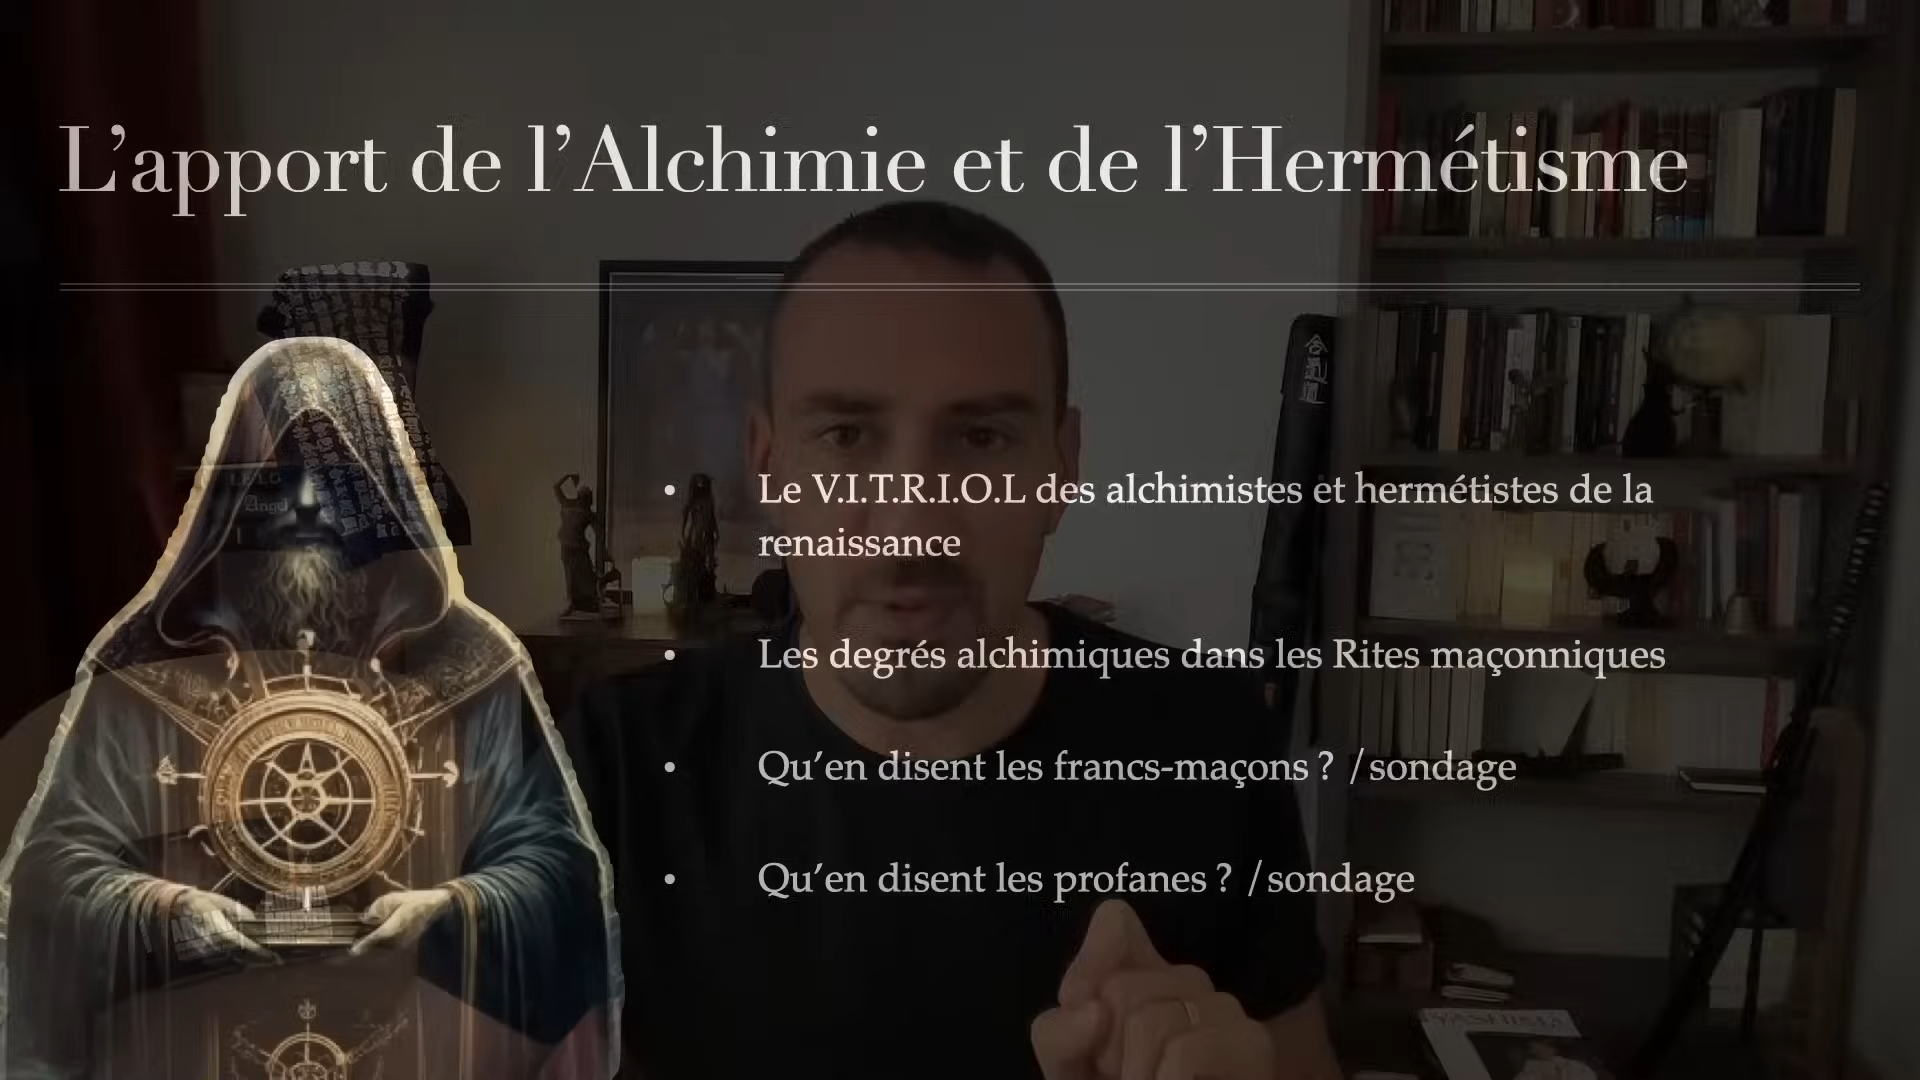 L’apport de l’Alchimie et de l’Hermétisme
• Le V.I.T.R.I.O.L des alchimistes et hermétistes de la
renaissance
• Les degrés alchimiques dans les Rites maçonniques
• Qu’en disent les francs-maçons ? /sondage
• Qu’en disent les profanes ? /sondage